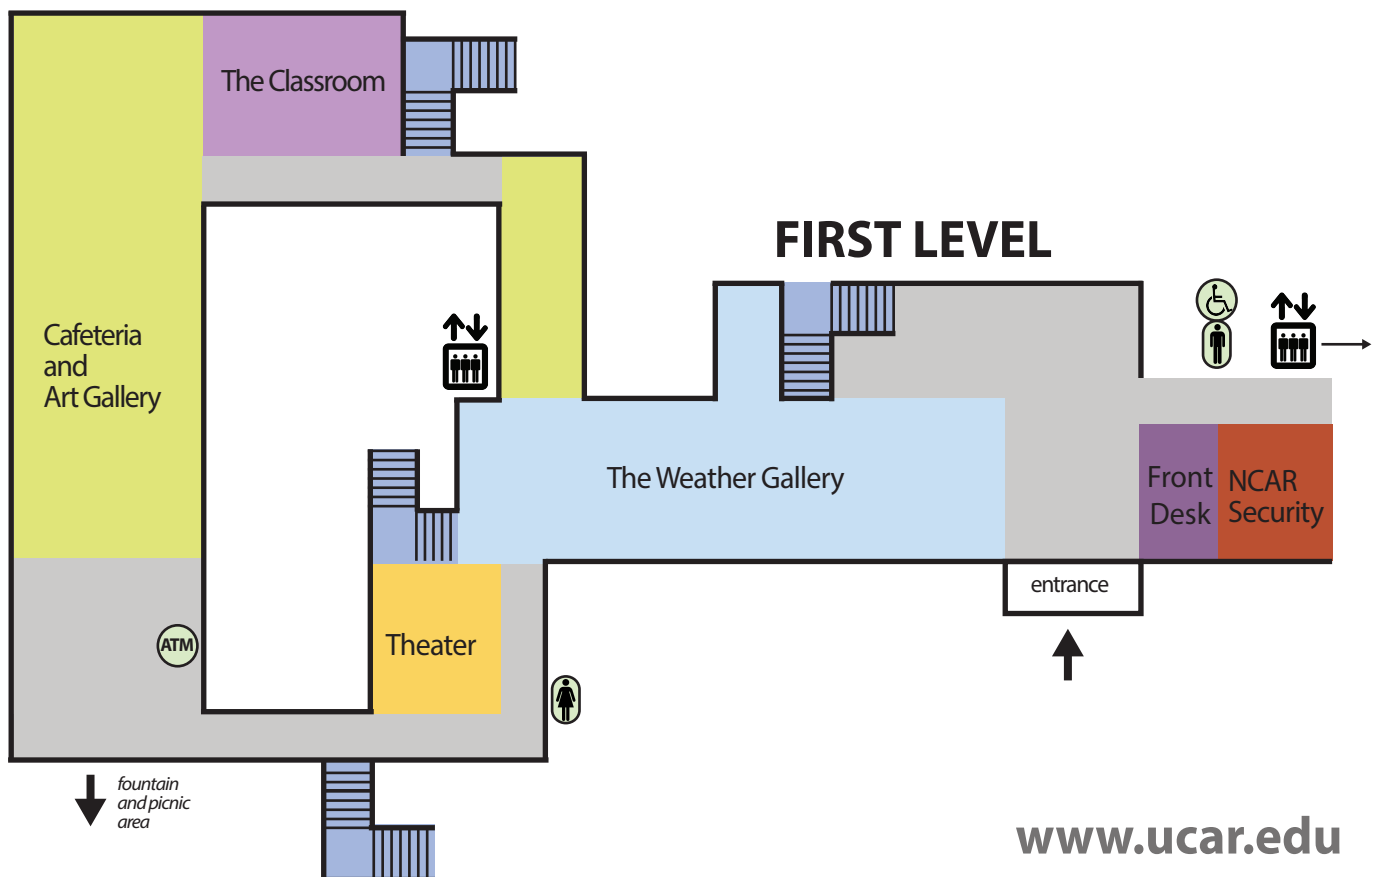 The Classroom
FIRST LEVEL
Cafeteria
and
Art Gallery
The Weather Gallery
Front
Desk
NCAR
Security
entrance
ATM
Theater
fountain
and picnic
area
www.ucar.edu